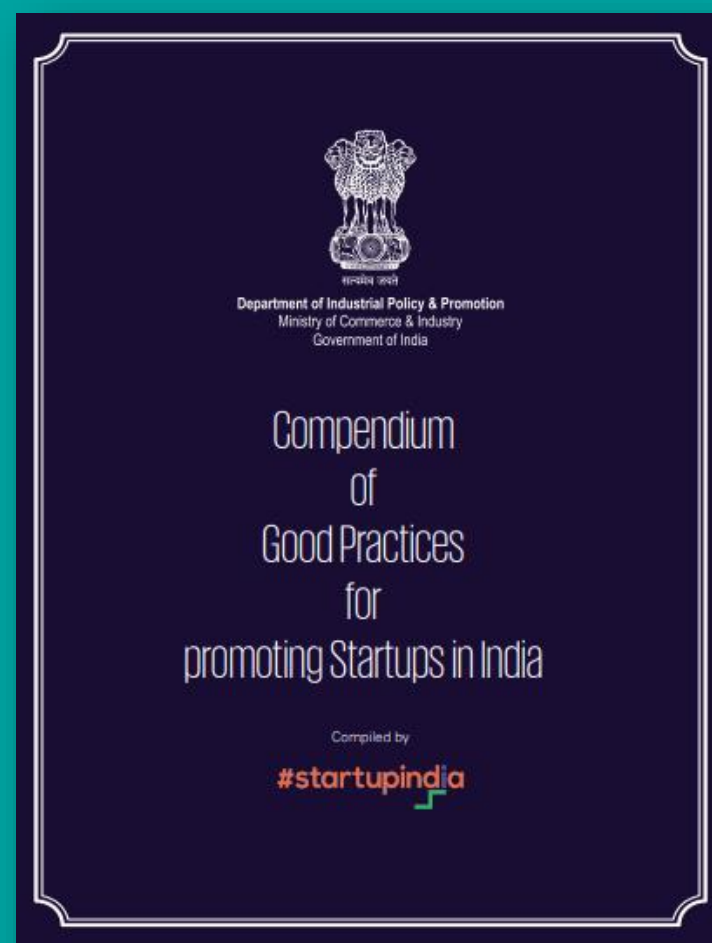 सत्यमेव जयते
Department of Industrial Policy & Promotion
Ministry of Commerce & Industry
Government of India
Compendium
of
Good Practices
for
promoting Startups in India
Compiled by
#startupindia